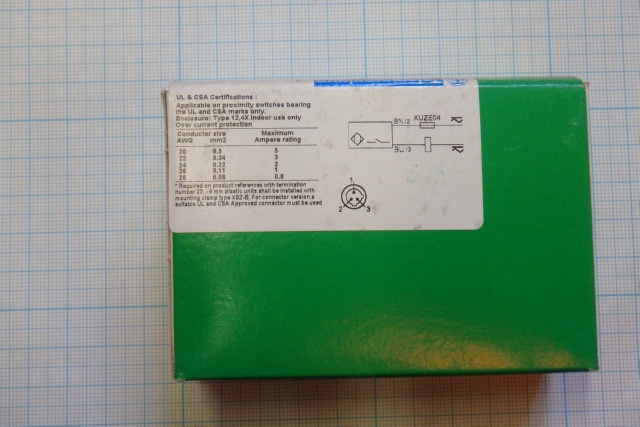 UL & CSA Certifications :
Applicable on proximity switches bearing
the UL and CSA marks only.
Enclosure: Type 12,4X indoor use only
Over current protection
Conductor size Maximum
AWG mm2 Ampere rating
20 0.5 5
22 0.34 3
24 0.22 2
26 0.11 1
28 0.08 0.8
* Required on product references with termination
number 23. - 8 mm plastic units shall be installed with
mounting clamp type XSZ-B. For connector version, a
suitable UL and CSA Approved connector must be used
BN/2 XUZE04
BU/3
1
2 3